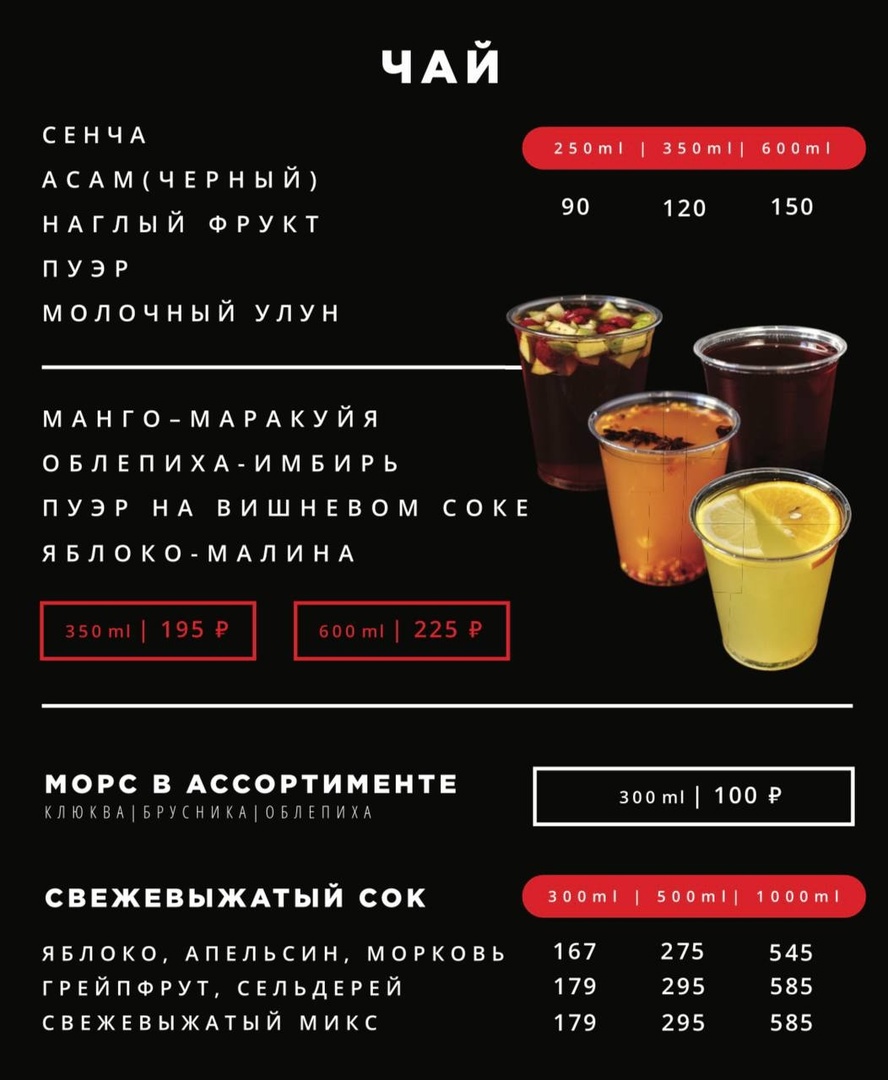 ЧАЙ
СЕНЧА
250ml | 350ml| 600ml
АСАМ(ЧЕРНЫЙ)
90 120 150
НАГЛЫЙ ФРУКТ
ПУЭР
МОЛОЧНЫЙ УЛУН
МАНГО–МАРАКУЙЯ
ОБЛЕПИХА-ИМБИРЬ
ПУЭР НА ВИШНЕВОМ СОКЕ
ЯБЛОКО-МАЛИНА
350 ml | 195 ₽ 600 ml | 225 ₽
МОРС В АССОРТИМЕНТЕ
КЛЮКВА|БРУСНИКА|ОБЛЕПИХА
300 ml | 100 ₽
СВЕЖЕВЫЖАТЫЙ СОК
300ml | 500ml| 1000ml
ЯБЛОКО, АПЕЛЬСИН, МОРКОВЬ 167 275 545
ГРЕЙПФРУТ, СЕЛЬДЕРЕЙ 179 295 585
СВЕЖЕВЫЖАТЫЙ МИКС 179 295 585